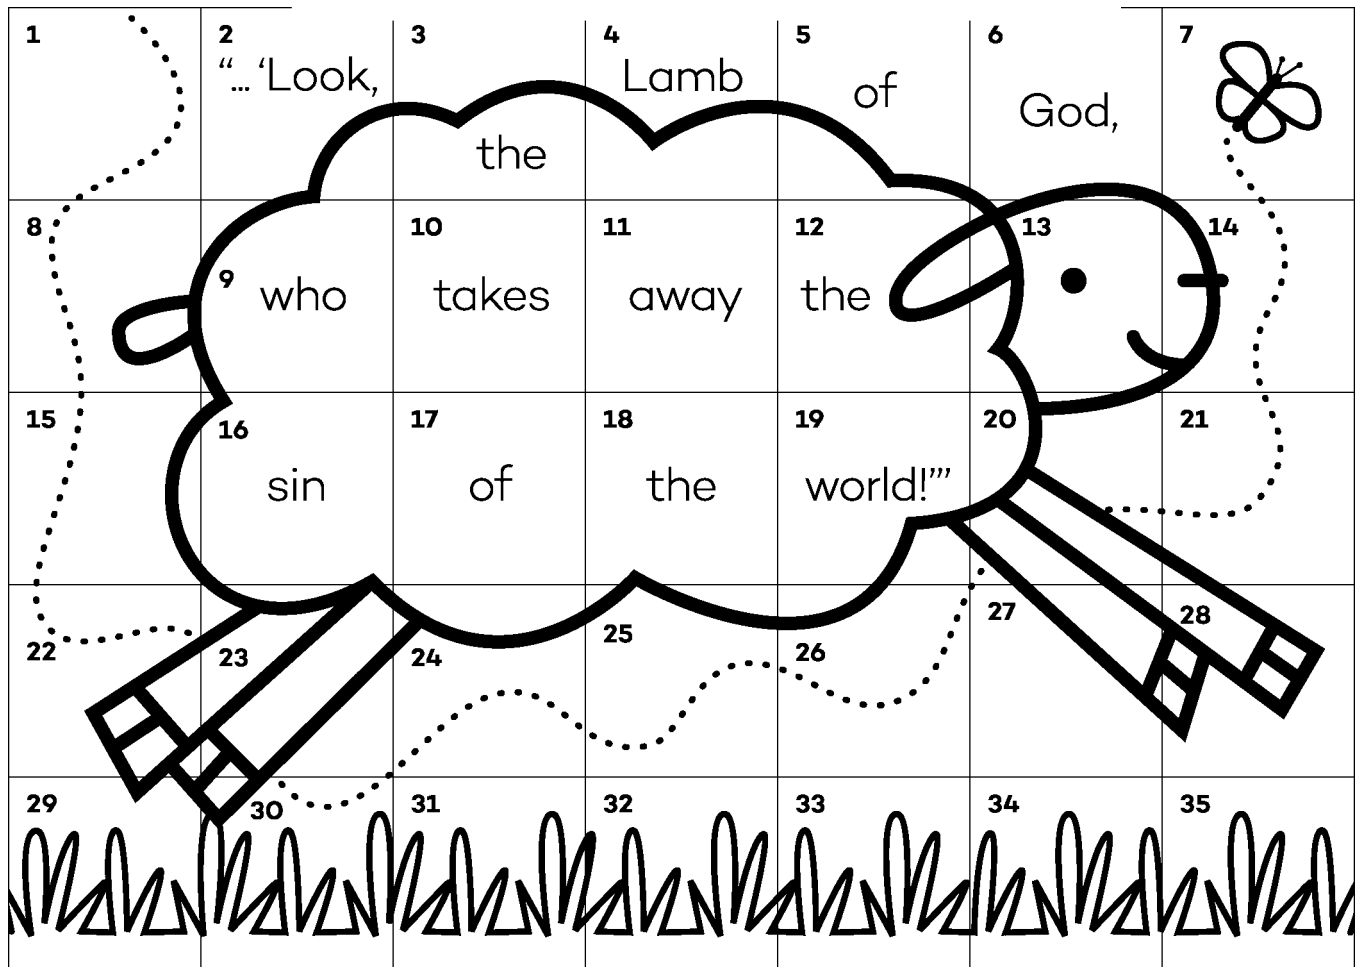 1 2 3 4 5 6 7
“... ‘Look, the Lamb of God,
8 9 10 11 12 13 14
who takes away the
15 16 17 18 19 20 21
sin of the world!’”
22 23 24 25 26 27 28
29 30 31 32 33 34 35